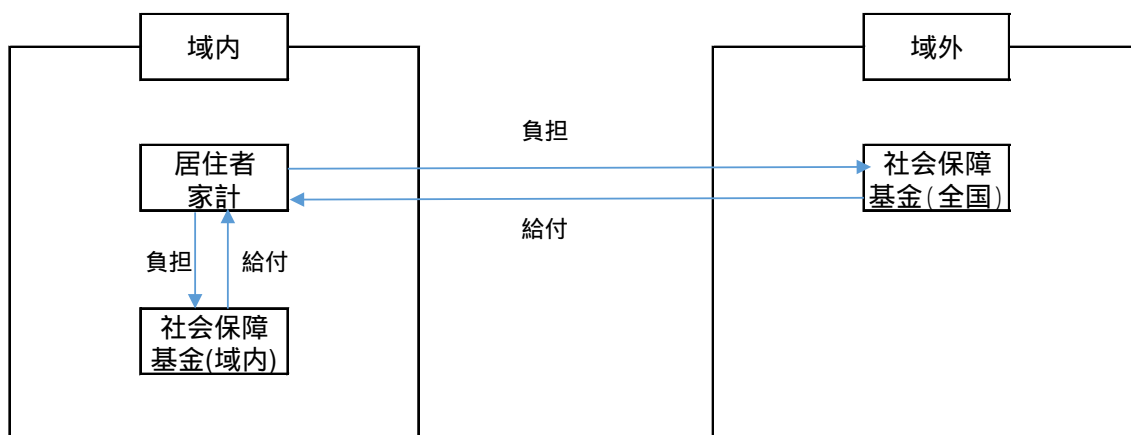 域内
域外
負担
居住者
家計
社会保障
基金(全国)
給付
負担
給付
社会保障
基金(域内)